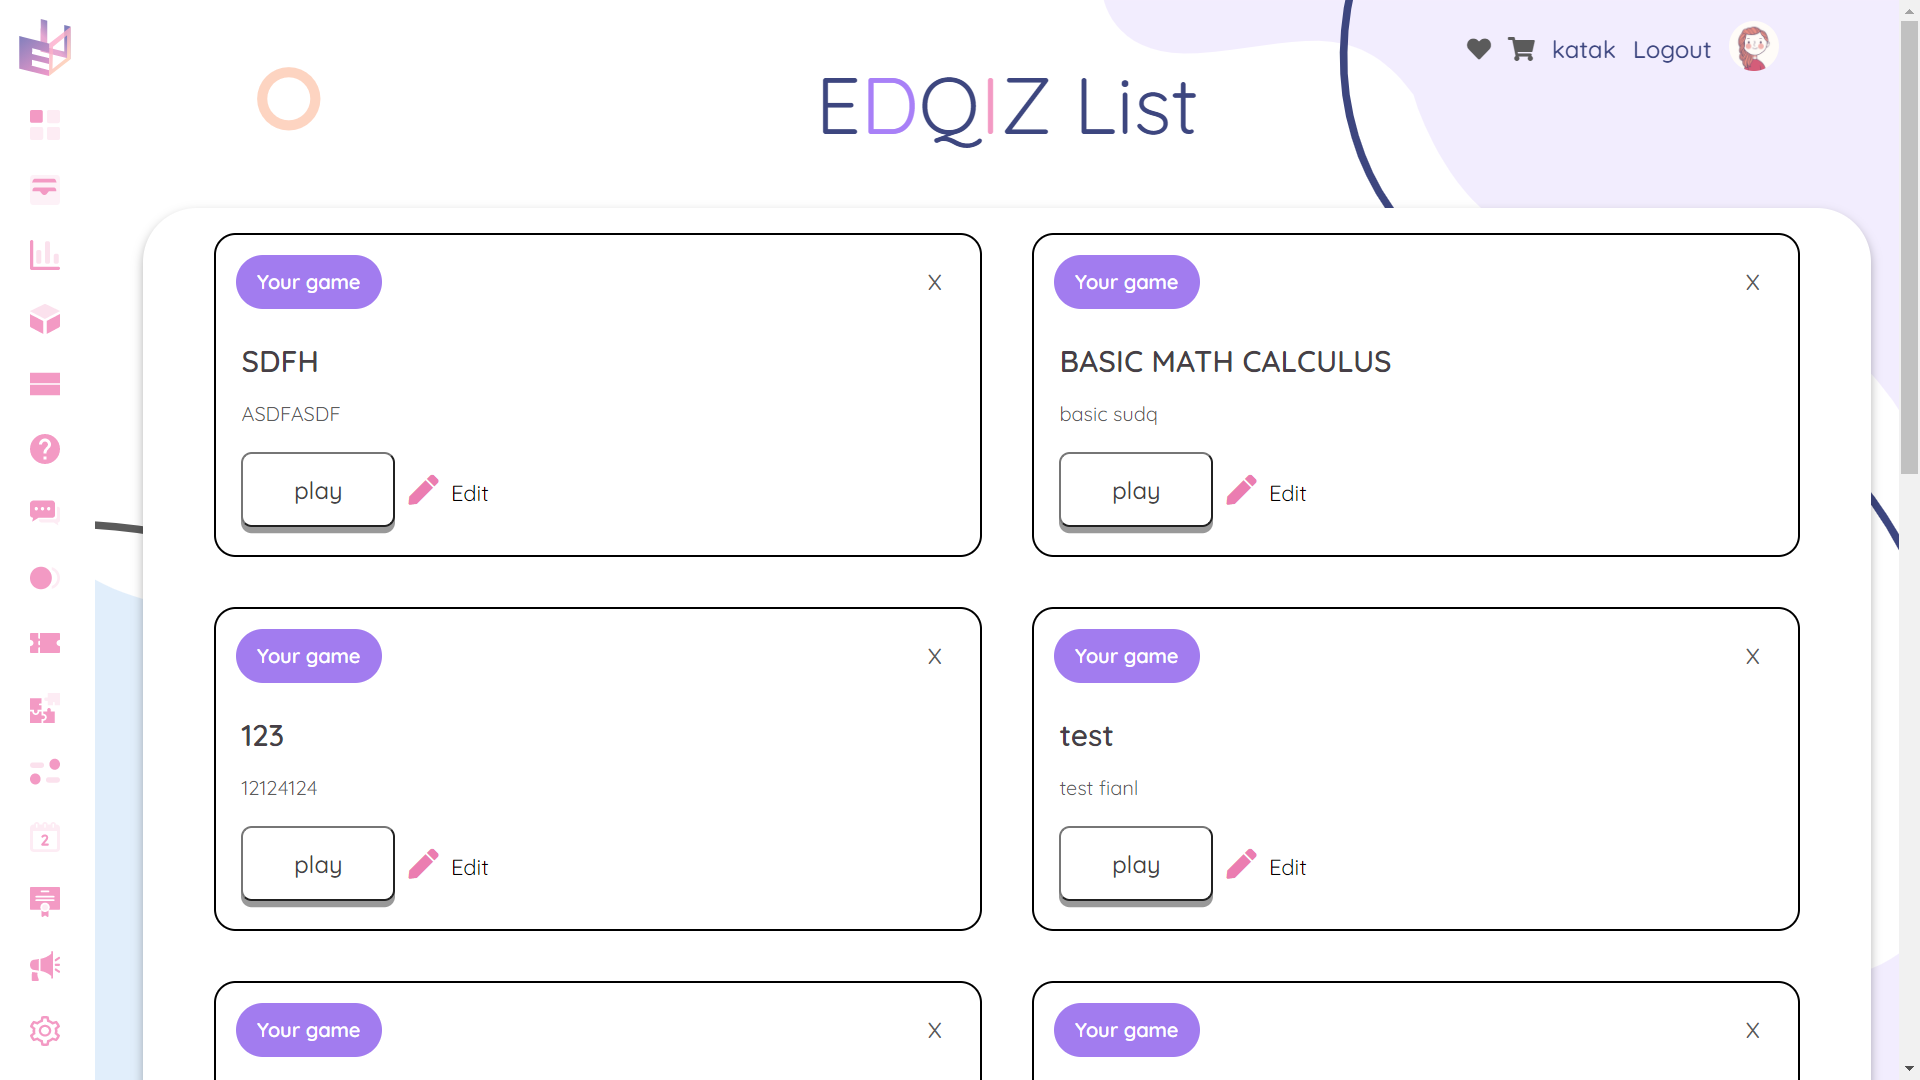 katak Logout
EDQIZ List
Your game X
SDFH
ASDFASDF
play Edit
Your game X
BASIC MATH CALCULUS
basic sudq
play Edit
Your game X
123
12124124
play Edit
Your game X
test
test fianl
play Edit
Your game X
Your game X
2